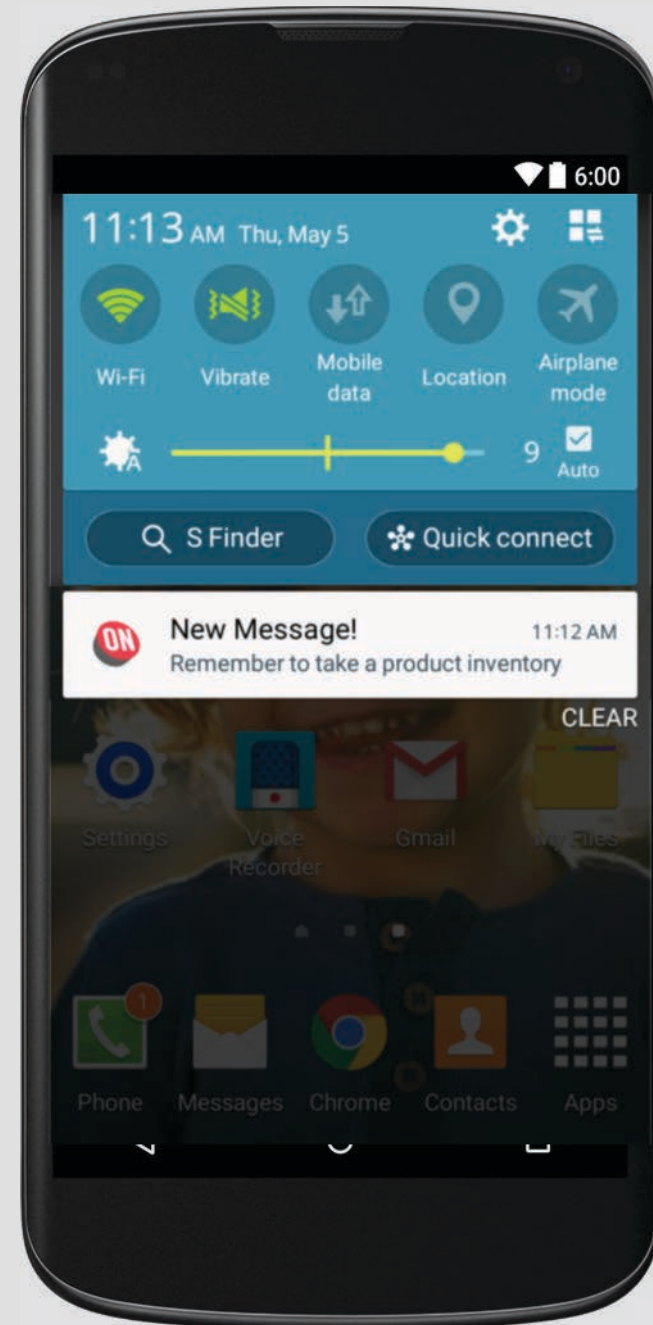 6:00
11:13 AM Thu, May 5
Wi-Fi
Vibrate
Mobile data
Location
Airplane mode
9
Auto
S Finder
Quick connect
ON
New Message!
11:12 AM
Remember to take a product inventory
CLEAR
Settings
Voice Recorder
Gmail
My Files
1
Phone
Messages
Chrome
Contacts
Apps